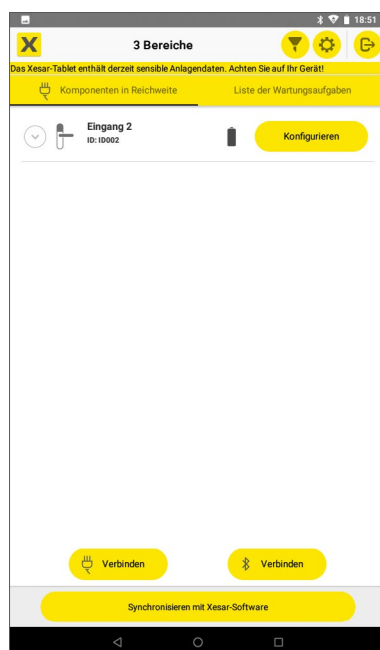 18:51
X
3 Bereiche
Das Xesar-Tablet enthält derzeit sensible Anlagendaten. Achten Sie auf Ihr Gerät!
Komponenten in Reichweite
Liste der Wartungsaufgaben
Eingang 2
ID: ID002
Konfigurieren
Verbinden
Verbinden
Synchronisieren mit Xesar-Software